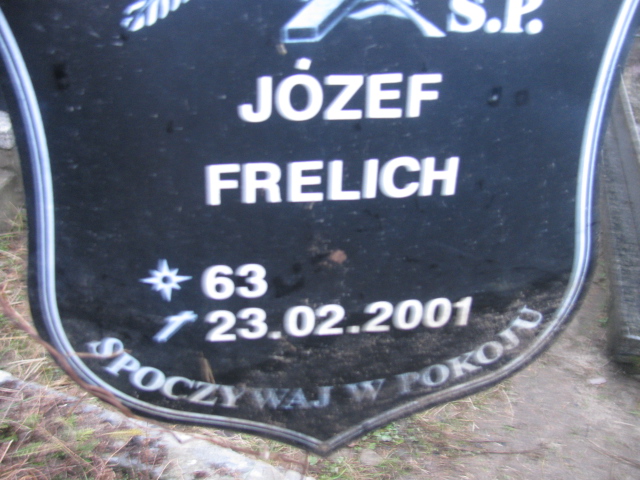 Ś.P.
JÓZEF
FRELICH
63
23.02.2001
SPOCZYWAJ W POKOJU